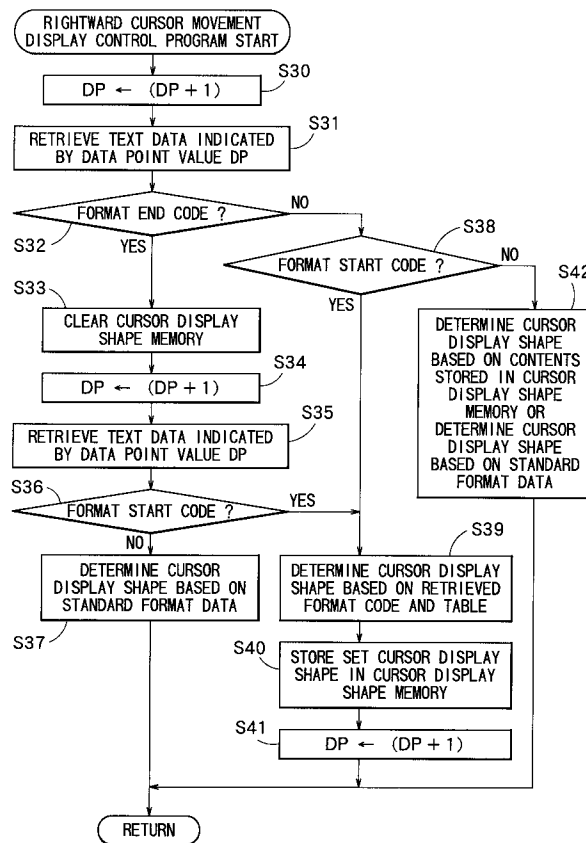 RIGHTWARD CURSOR MOVEMENT
DISPLAY CONTROL PROGRAM START
S30
DP ← (DP + 1)
S31
RETRIEVE TEXT DATA INDICATED
BY DATA POINT VALUE DP
FORMAT END CODE ?
NO
S32
YES
S38
FORMAT START CODE ?
NO
YES
S33
CLEAR CURSOR DISPLAY
SHAPE MEMORY
S34
DP ← (DP + 1)
S35
RETRIEVE TEXT DATA INDICATED
BY DATA POINT VALUE DP
S36
FORMAT START CODE ?
YES
NO
DETERMINE CURSOR
DISPLAY SHAPE BASED ON
STANDARD FORMAT DATA
S37
S42
DETERMINE CURSOR
DISPLAY SHAPE
BASED ON CONTENTS
STORED IN CURSOR
DISPLAY SHAPE
MEMORY OR
DETERMINE CURSOR
DISPLAY SHAPE
BASED ON STANDARD
FORMAT DATA
S39
DETERMINE CURSOR DISPLAY
SHAPE BASED ON RETRIEVED
FORMAT CODE AND TABLE
S40
STORE SET CURSOR DISPLAY
SHAPE IN CURSOR DISPLAY
SHAPE MEMORY
S41
DP ← (DP + 1)
RETURN